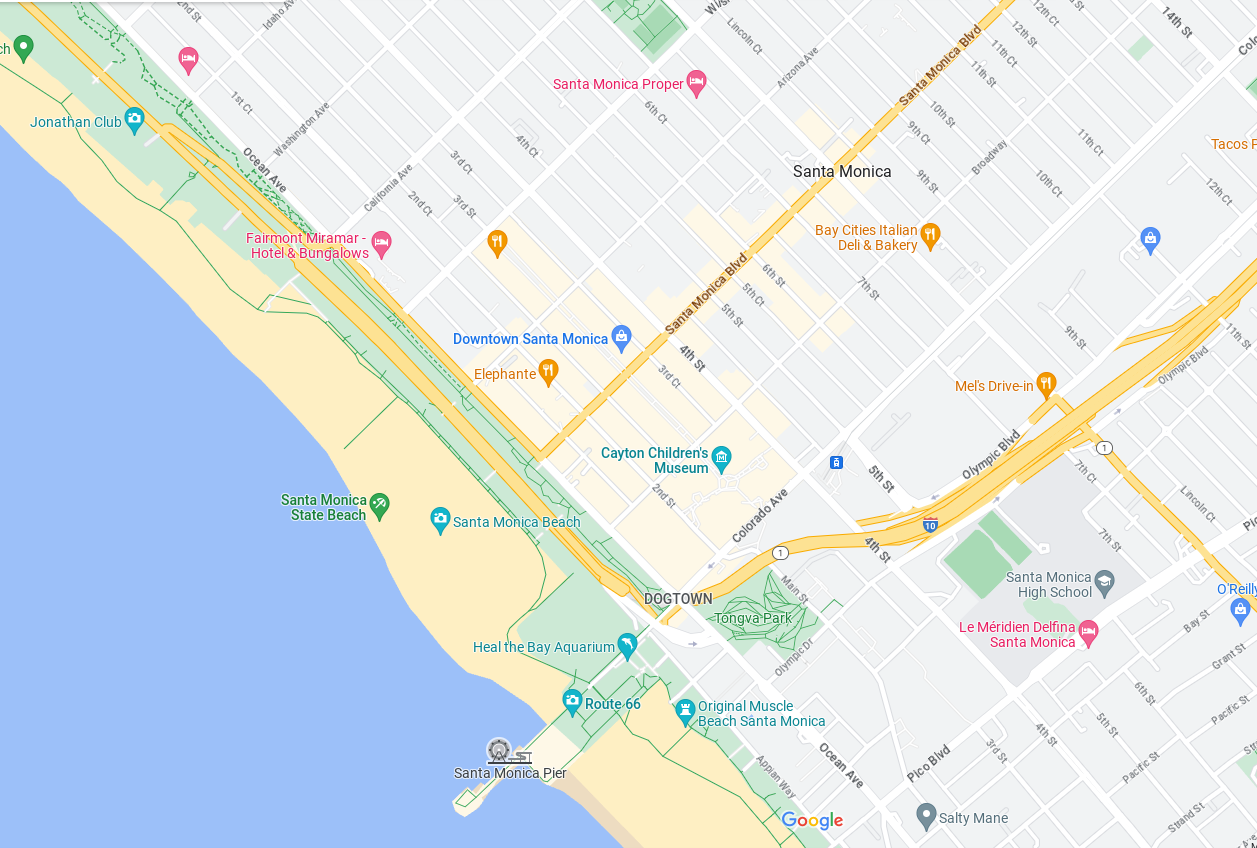 2nd St
Idaho Ave
Lincoln Ct
12th Ct
12th St
14th St
ch
Santa Monica Blvd
11th Ct
11th St
Arizona Ave
Santa Monica Proper
6th Ct
10th St
9th Ct
Broadway
11th Ct
1st Ct
Washington Ave
Jonathan Club
4th Ct
3rd Ct
Tacos
Ocean Ave
California Ave
2nd Ct
3rd St
Santa Monica
9th St
10th Ct
12th Ct
Fairmont Miramar -
Hotel & Bungalows
Bay Cities Italian
Deli & Bakery
Santa Monica Blvd
6th St
5th Ct
5th St
7th St
9th St
11th St
Downtown Santa Monica
4th St
3rd Ct
Olympic Blvd
Elephante
Mel's Drive-in
Cayton Children's
Museum
Olympic Blvd
1
5th St
7th Ct
Santa Monica
State Beach
2nd St
Colorado Ave
Lincoln Ct
Santa Monica Beach
10
7th St
Pic
1
4th St
Main St
Santa Monica
High School
O'Reilly
DOGTOWN
Tongva Park
Bay St
Le Méridien Delfina
Santa Monica
Heal the Bay Aquarium
Olympic Dr
Grant St
6th St
Route 66
Original Muscle
Beach Santa Monica
5th St
Pacific St
4th St
3rd St
Santa Monica Pier
Appian Way
Ocean Ave
Pico Blvd
Pacific St
Google
Salty Mane
Strand St